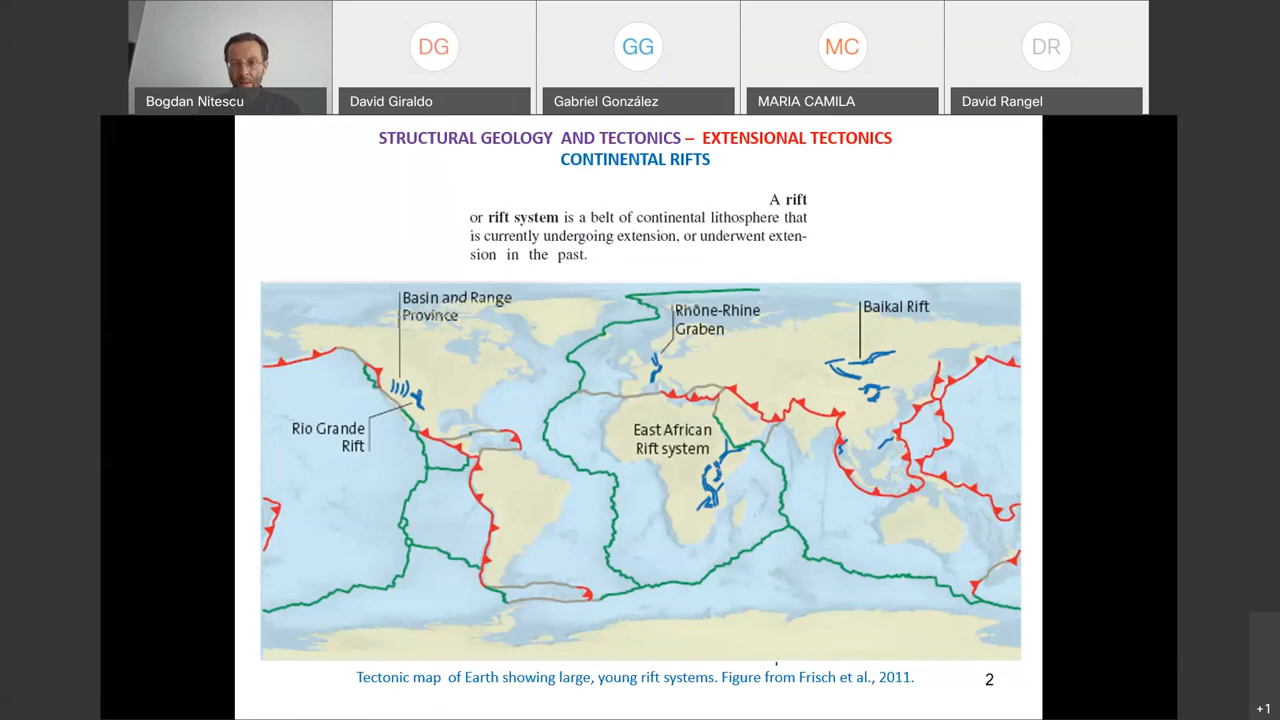 DG
GG
MC
DR
Bogdan Nitescu
David Giraldo
Gabriel González
MARIA CAMILA
David Rangel
STRUCTURAL GEOLOGY AND TECTONICS – EXTENSIONAL TECTONICS
CONTINENTAL RIFTS
A rift
or rift system is a belt of continental lithosphere that
is currently undergoing extension, or underwent exten-
sion in the past.
Basin and Range
Province
Rhône-Rhine
Graben
Baikal Rift
Rio Grande
Rift
East African
Rift system
Tectonic map of Earth showing large, young rift systems. Figure from Frisch et al., 2011.
2
+1